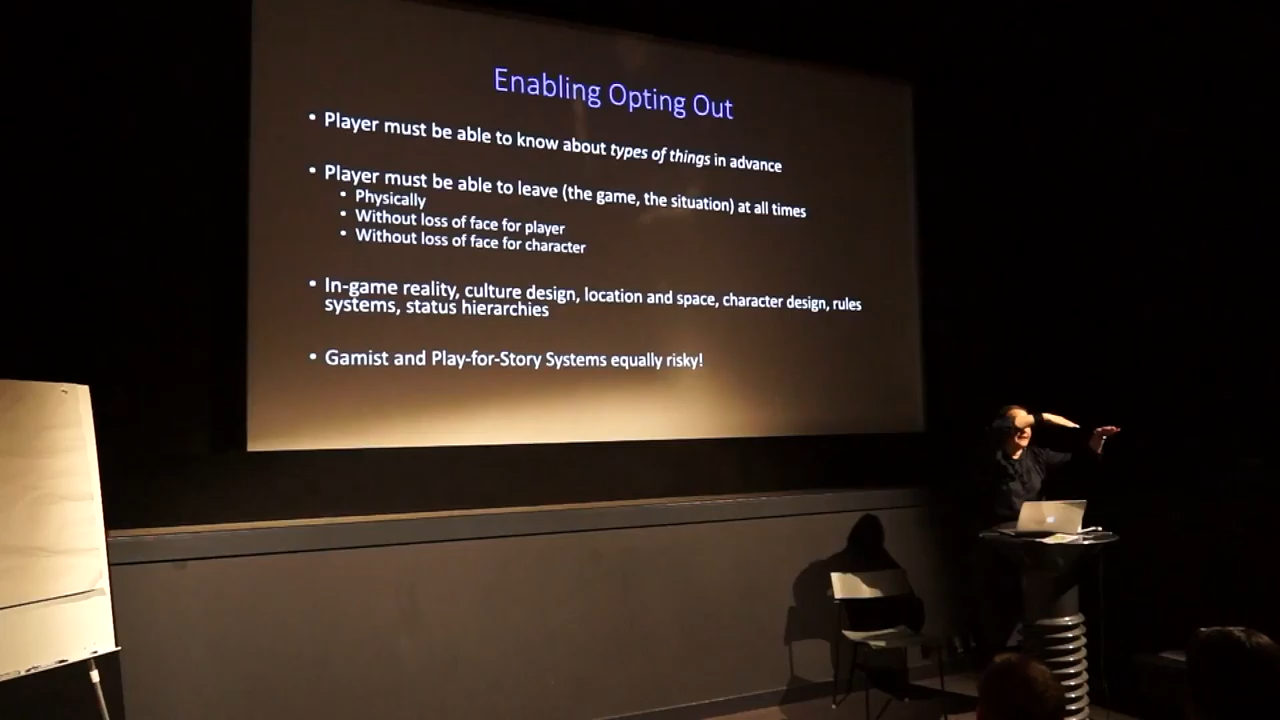 Enabling Opting Out
• Player must be able to know about types of things in advance
• Player must be able to leave (the game, the situation) at all times
• Physically
• Without loss of face for player
• Without loss of face for character
• In-game reality, culture design, location and space, character design, rules
systems, status hierarchies
• Gamist and Play-for-Story Systems equally risky!